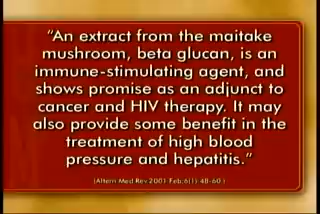 “An extract from the maitake
mushroom, beta glucan, is an
immune-stimulating agent, and
shows promise as an adjunct to
cancer and HIV therapy. It may
also provide some benefit in the
treatment of high blood
pressure and hepatitis.”
(Altern Med Rev 2001 Feb;6(1) 48-60 )